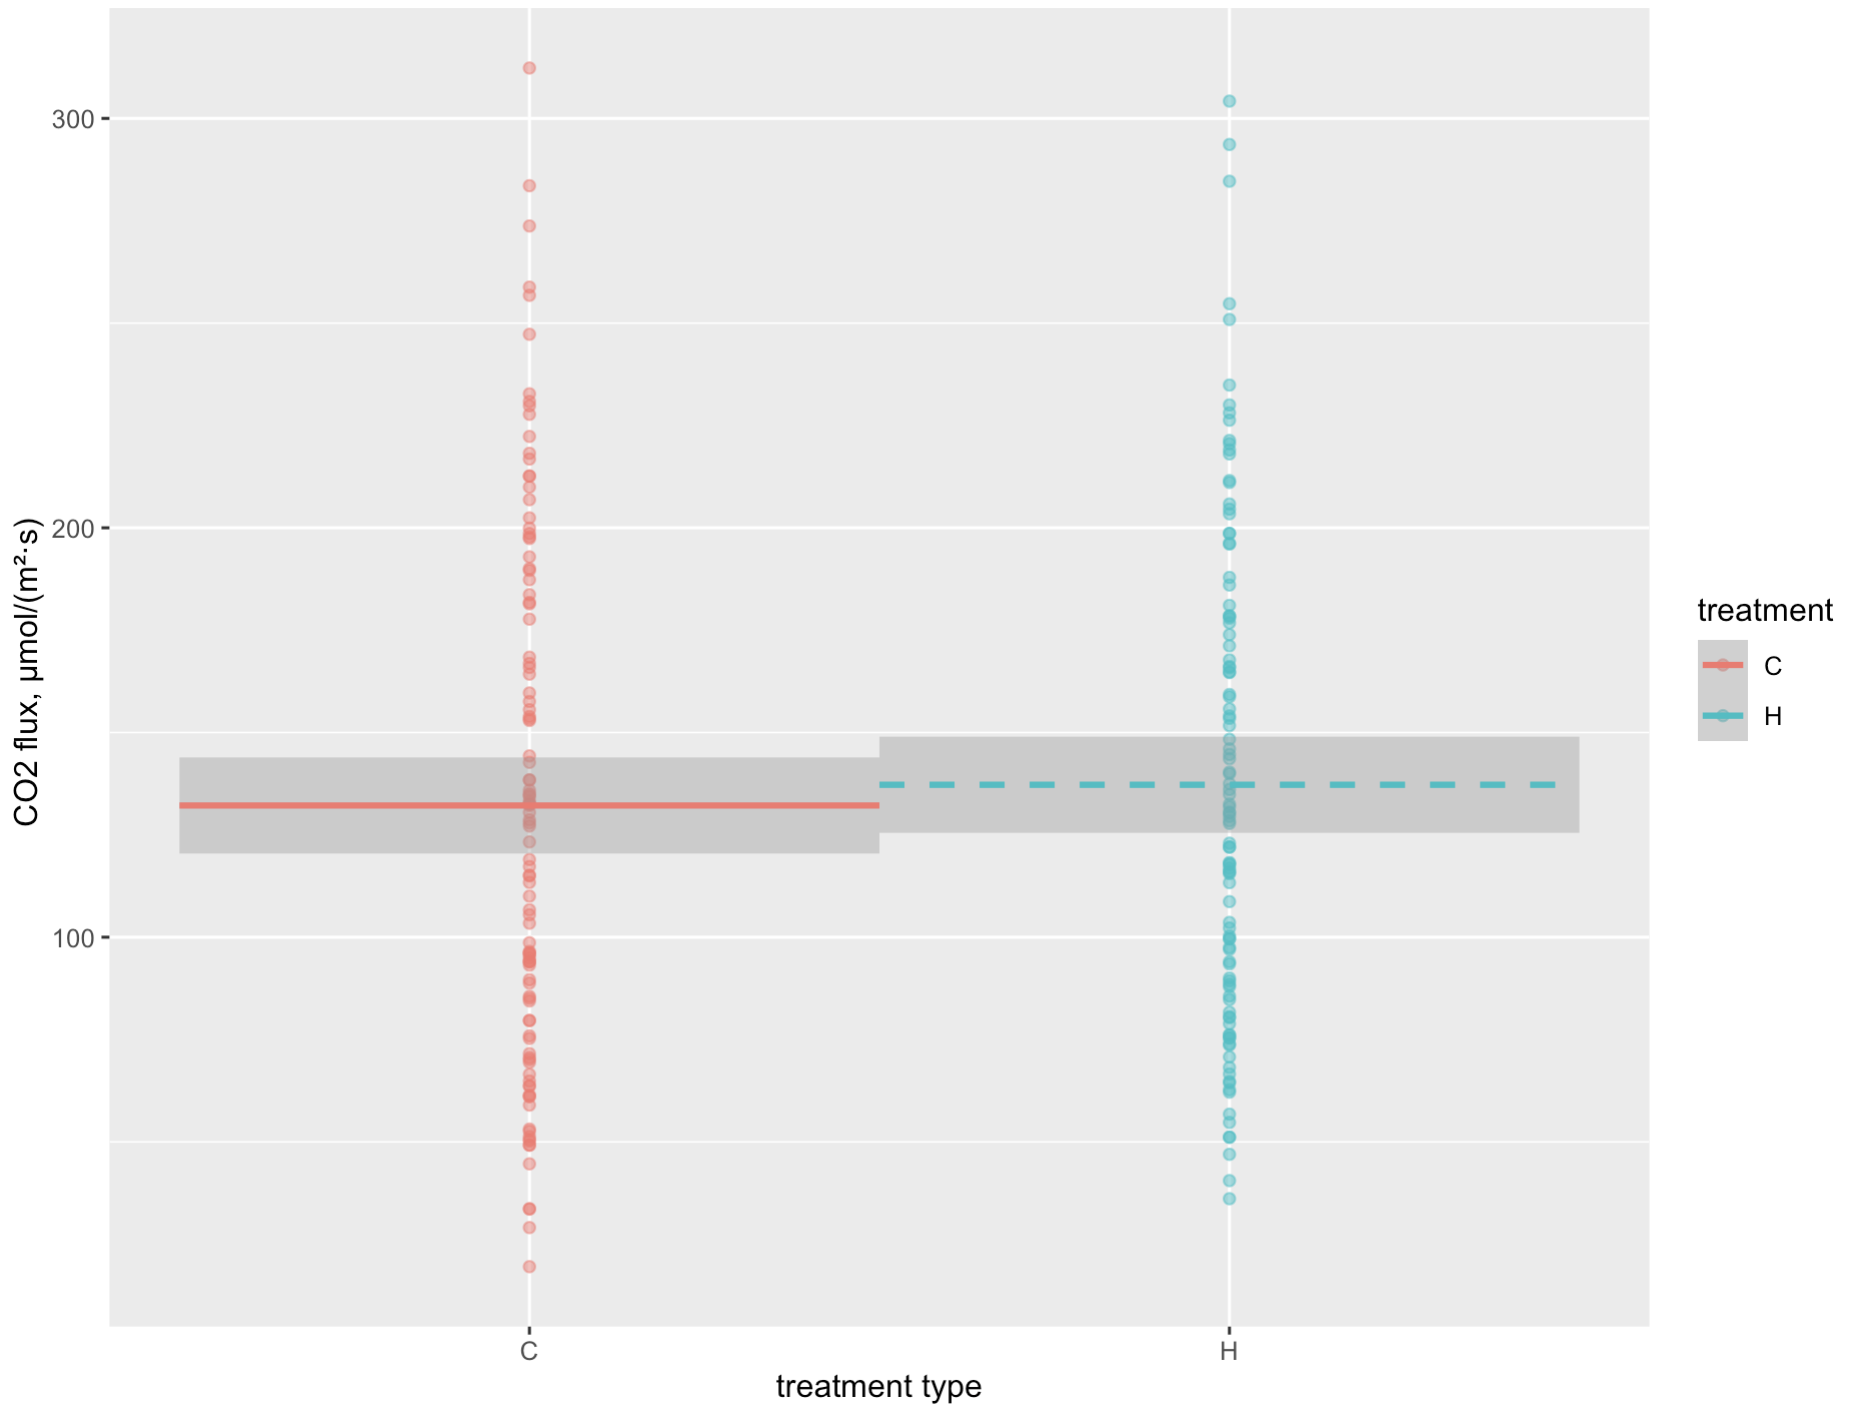 300
200
100
CO2 flux, µmol/(m²·s)
C
H
treatment type
treatment
C
H